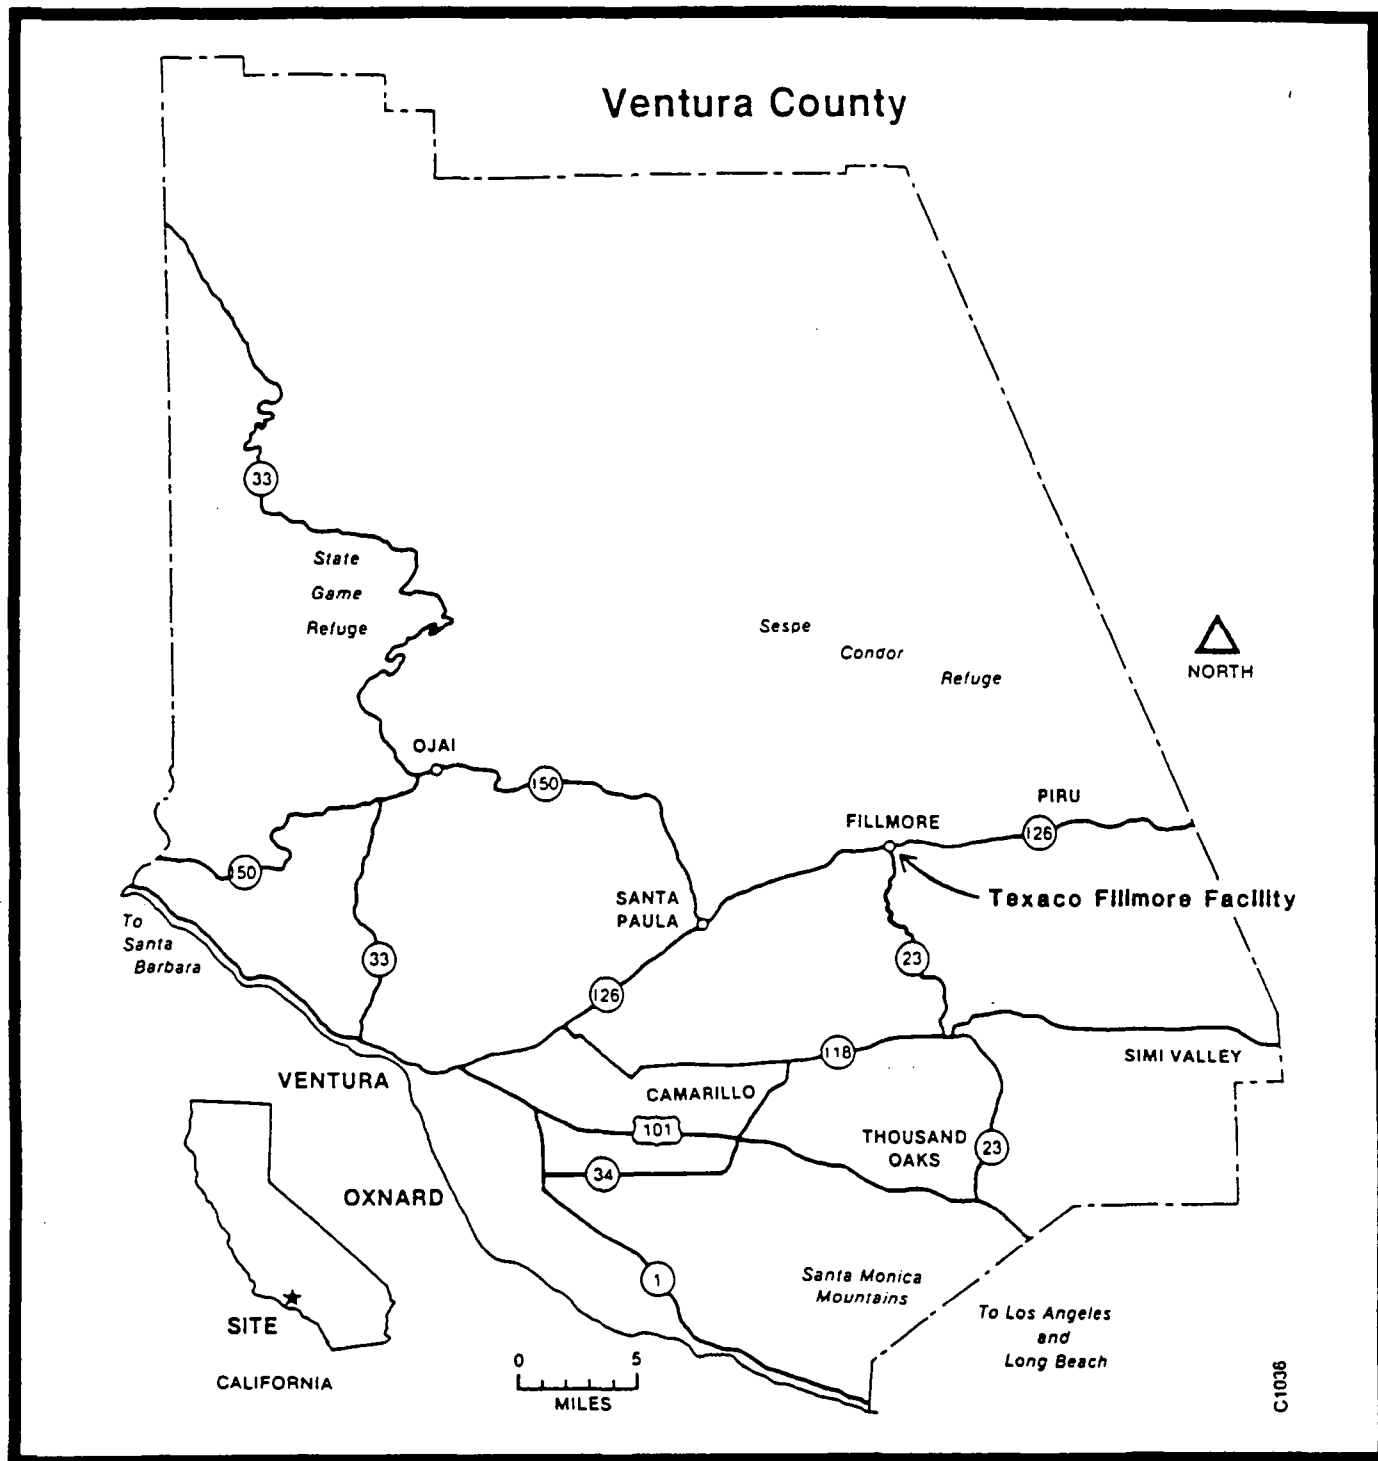 Ventura County
33
State
Game
Refuge
Sespe
Condor
Refuge
NORTH
OJAI
150
PIRU
FILLMORE
126
150
SANTA
PAULA
Texaco Fillmore Facility
To
Santa
Barbara
33
23
126
118
SIMI VALLEY
VENTURA
CAMARILLO
101
THOUSAND
OAKS
23
34
OXNARD
1
Santa Monica
Mountains
To Los Angeles
and
Long Beach
SITE
CALIFORNIA
0 5
MILES
C1036